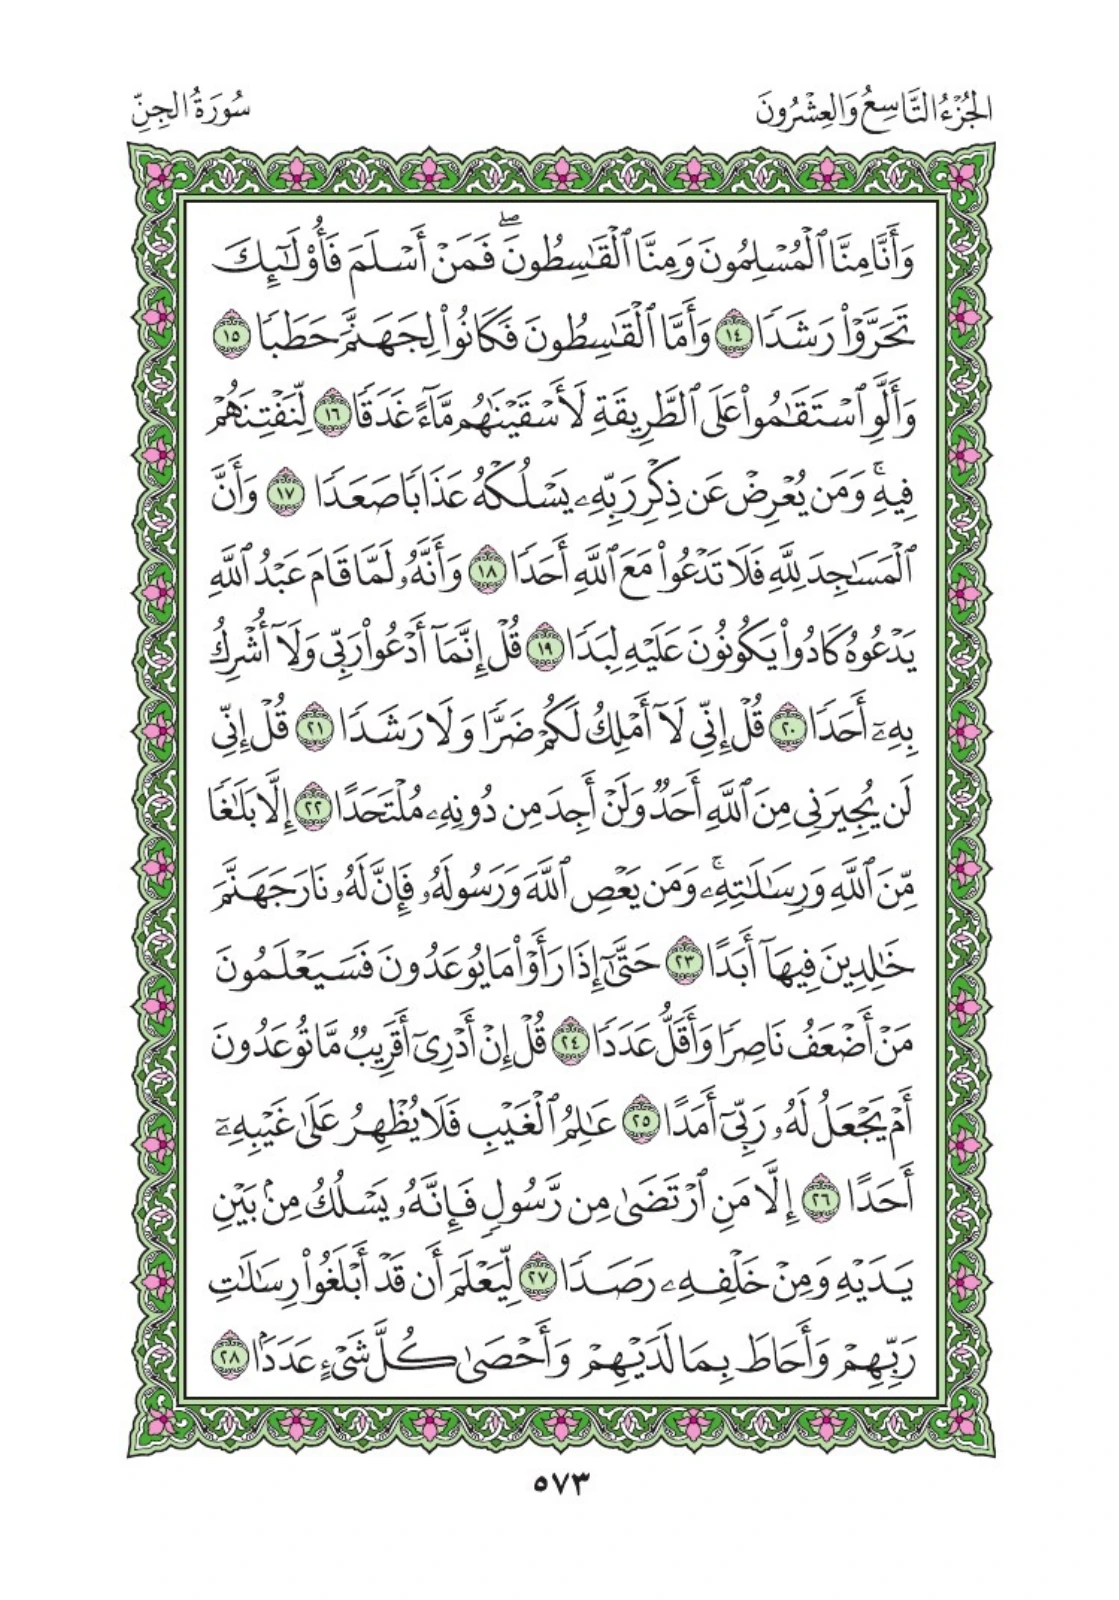 الجُزْءُ التَّاسِعُ وَالعِشْرُونَ
سُورَةُ الجِنِّ
وَأَنَّا مِنَّا ٱلْمُسْلِمُونَ وَمِنَّا ٱلْقَٰسِطُونَۖ فَمَنْ أَسْلَمَ فَأُو۟لَٰٓئِكَ
تَحَرَّوْا۟ رَشَدًا ١٤ وَأَمَّا ٱلْقَٰسِطُونَ فَكَانُوا۟ لِجَهَنَّمَ حَطَبًا ١٥
وَأَلَّوِ ٱسْتَقَٰمُوا۟ عَلَى ٱلطَّرِيقَةِ لَأَسْقَيْنَٰهُم مَّآءً غَدَقًا ١٦ لِّنَفْتِنَهُمْ
فِيهِۚ وَمَن يُعْرِضْ عَن ذِكْرِ رَبِّهِۦ يَسْلُكْهُ عَذَابًا صَعَدًا ١٧ وَأَنَّ
ٱلْمَسَٰجِدَ لِلَّهِ فَلَا تَدْعُوا۟ مَعَ ٱللَّهِ أَحَدًا ١٨ وَأَنَّهُۥ لَمَّا قَامَ عَبْدُ ٱللَّهِ
يَدْعُوهُ كَادُوا۟ يَكُونُونَ عَلَيْهِ لِبَدًا ١٩ قُلْ إِنَّمَآ أَدْعُوا۟ رَبِّى وَلَآ أُشْرِكُ
بِهِۦٓ أَحَدًا ٢٠ قُلْ إِنِّى لَآ أَمْلِكُ لَكُمْ ضَرًّا وَلَا رَشَدًا ٢١ قُلْ إِنِّى
لَن يُجِيرَنِى مِنَ ٱللَّهِ أَحَدٌ وَلَنْ أَجِدَ مِن دُونِهِۦ مُلْتَحَدًا ٢٢ إِلَّا بَلَٰغًا
مِّنَ ٱللَّهِ وَرِسَٰلَٰتِهِۦۚ وَمَن يَعْصِ ٱللَّهَ وَرَسُولَهُۥ فَإِنَّ لَهُۥ نَارَ جَهَنَّمَ
خَٰلِدِينَ فِيهَآ أَبَدًا ٢٣ حَتَّىٰٓ إِذَا رَأَوْا۟ مَا يُوعَدُونَ فَسَيَعْلَمُونَ
مَنْ أَضْعَفُ نَاصِرًا وَأَقَلُّ عَدَدًا ٢٤ قُلْ إِنْ أَدْرِىٓ أَقَرِيبٌ مَّا تُوعَدُونَ
أَمْ يَجْعَلُ لَهُۥ رَبِّىٓ أَمَدًا ٢٥ عَٰلِمُ ٱلْغَيْبِ فَلَا يُظْهِرُ عَلَىٰ غَيْبِهِۦٓ
أَحَدًا ٢٦ إِلَّا مَنِ ٱرْتَضَىٰ مِن رَّسُولٍ فَإِنَّهُۥ يَسْلُكُ مِنۢ بَيْنِ
يَدَيْهِ وَمِنْ خَلْفِهِۦ رَصَدًا ٢٧ لِّيَعْلَمَ أَن قَدْ أَبْلَغُوا۟ رِسَٰلَٰتِ
رَبِّهِمْ وَأَحَاطَ بِمَا لَدَيْهِمْ وَأَحْصَىٰ كُلَّ شَىْءٍ عَدَدًۢا ٢٨
٥٧٣